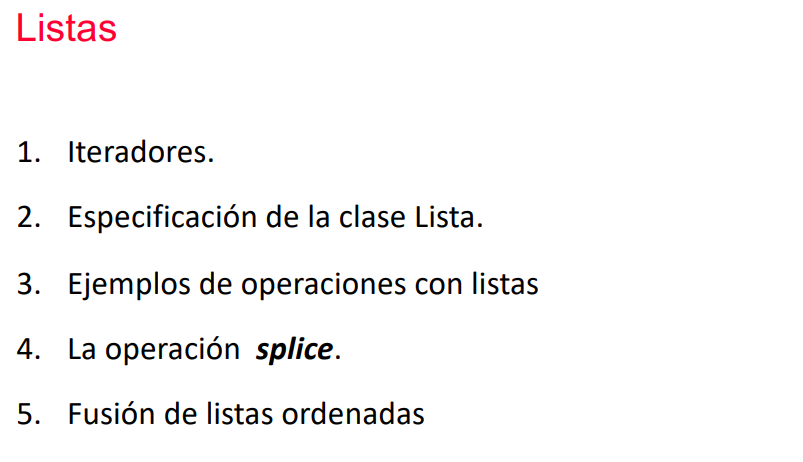 Listas
1. Iteradores.
2. Especificación de la clase Lista.
3. Ejemplos de operaciones con listas
4. La operación splice.
5. Fusión de listas ordenadas